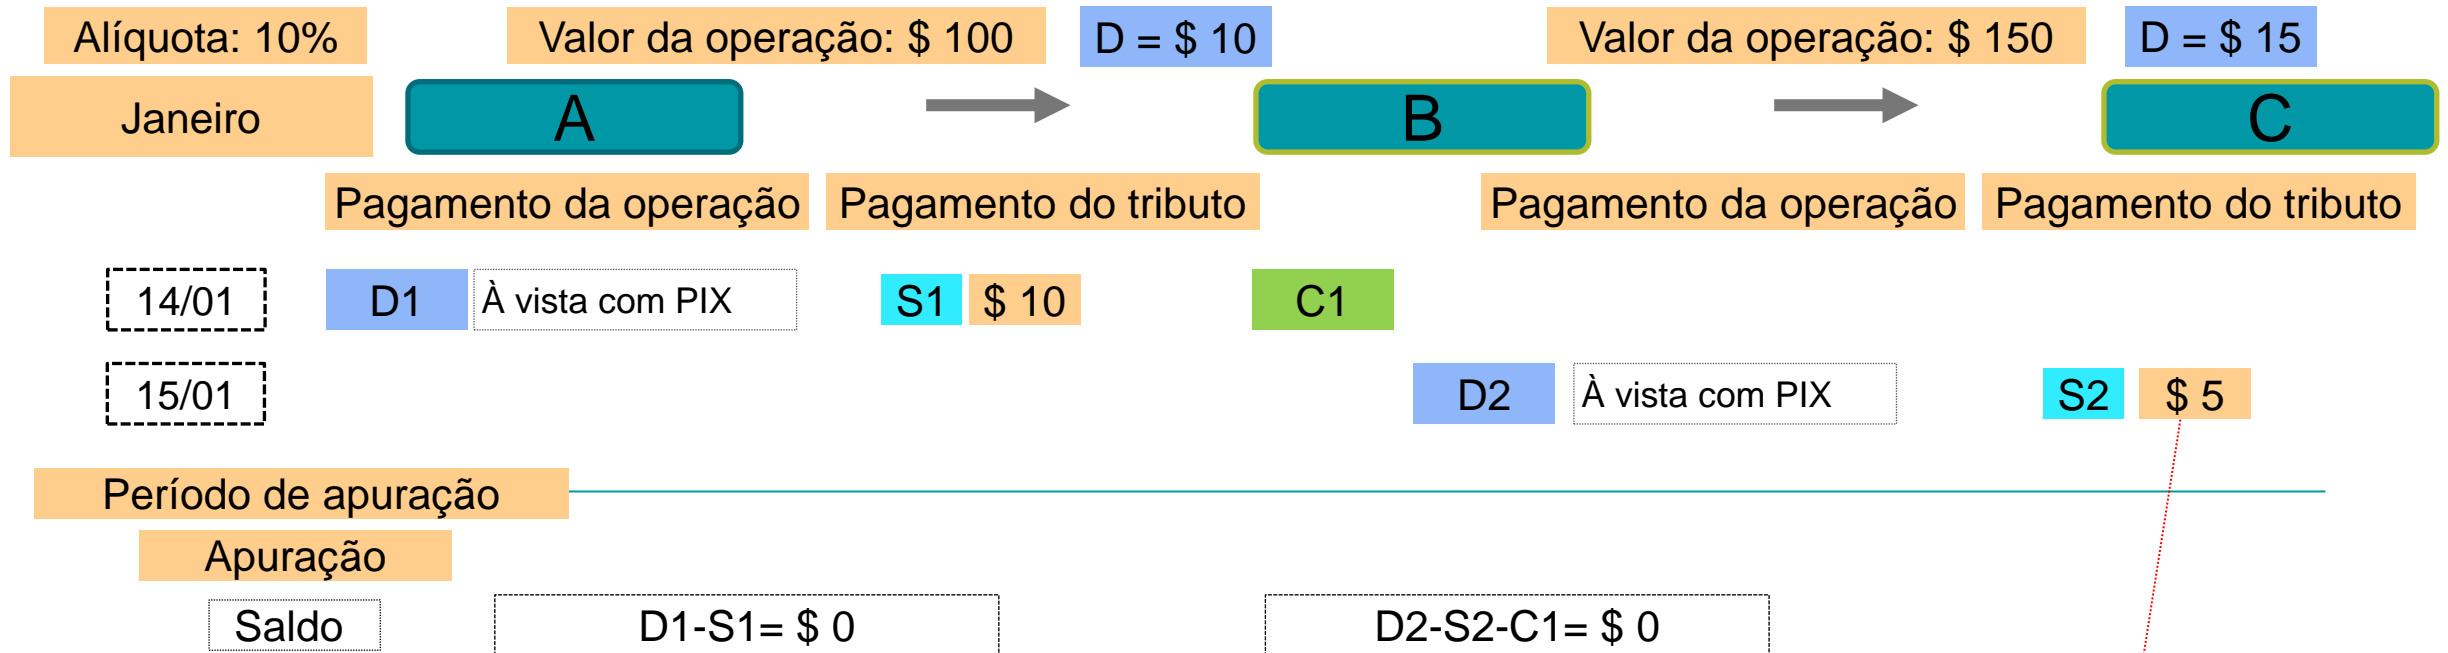 Alíquota: 10%
Valor da operação: $ 100
D = $ 10
Valor da operação: $ 150
D = $ 15
Janeiro
A
B
C
Pagamento da operação
Pagamento do tributo
Pagamento da operação
Pagamento do tributo
14/01
D1
À vista com PIX
S1
$ 10
C1
15/01
D2
À vista com PIX
S2
$ 5
Período de apuração
Apuração
Saldo
D1-S1= $ 0
D2-S2-C1= $ 0